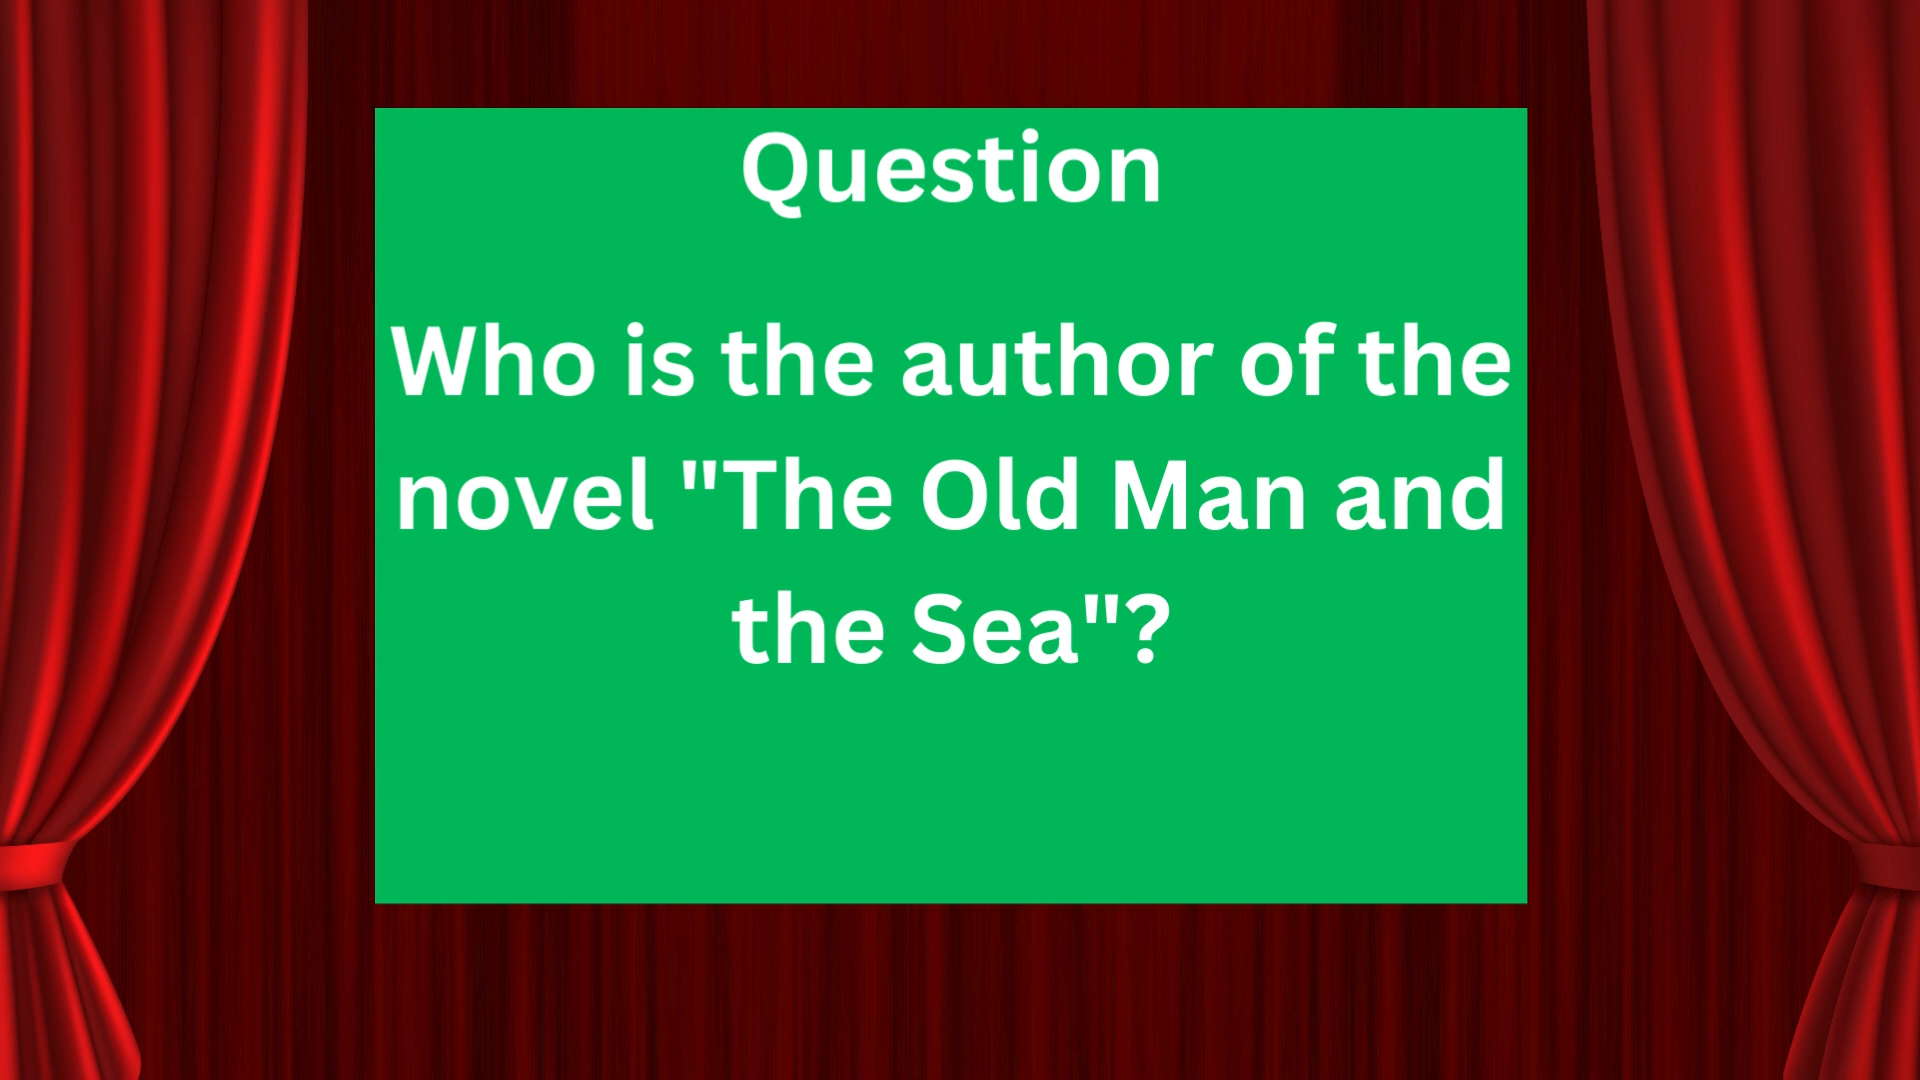 Question
Who is the author of the
novel "The Old Man and
the Sea"?